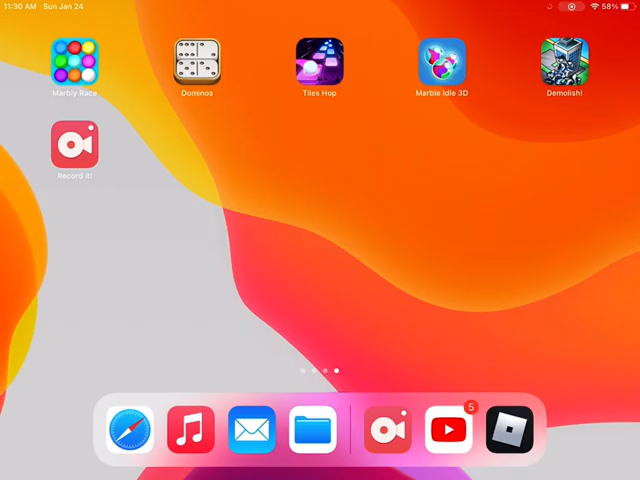 11:30 AM Sun Jan 24
58%
Marbly Race
Dominos
Tiles Hop
Marble Idle 3D
Demolish!
Record it!
5